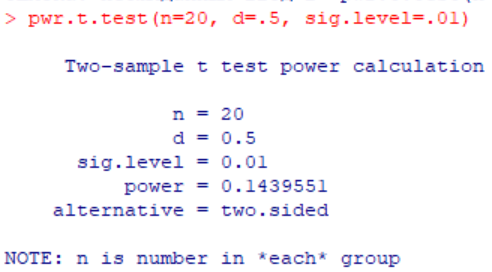 > pwr.t.test(n=20, d=.5, sig.level=.01)
Two-sample t test power calculation
n = 20
d = 0.5
sig.level = 0.01
power = 0.1439551
alternative = two.sided
NOTE: n is number in *each* group